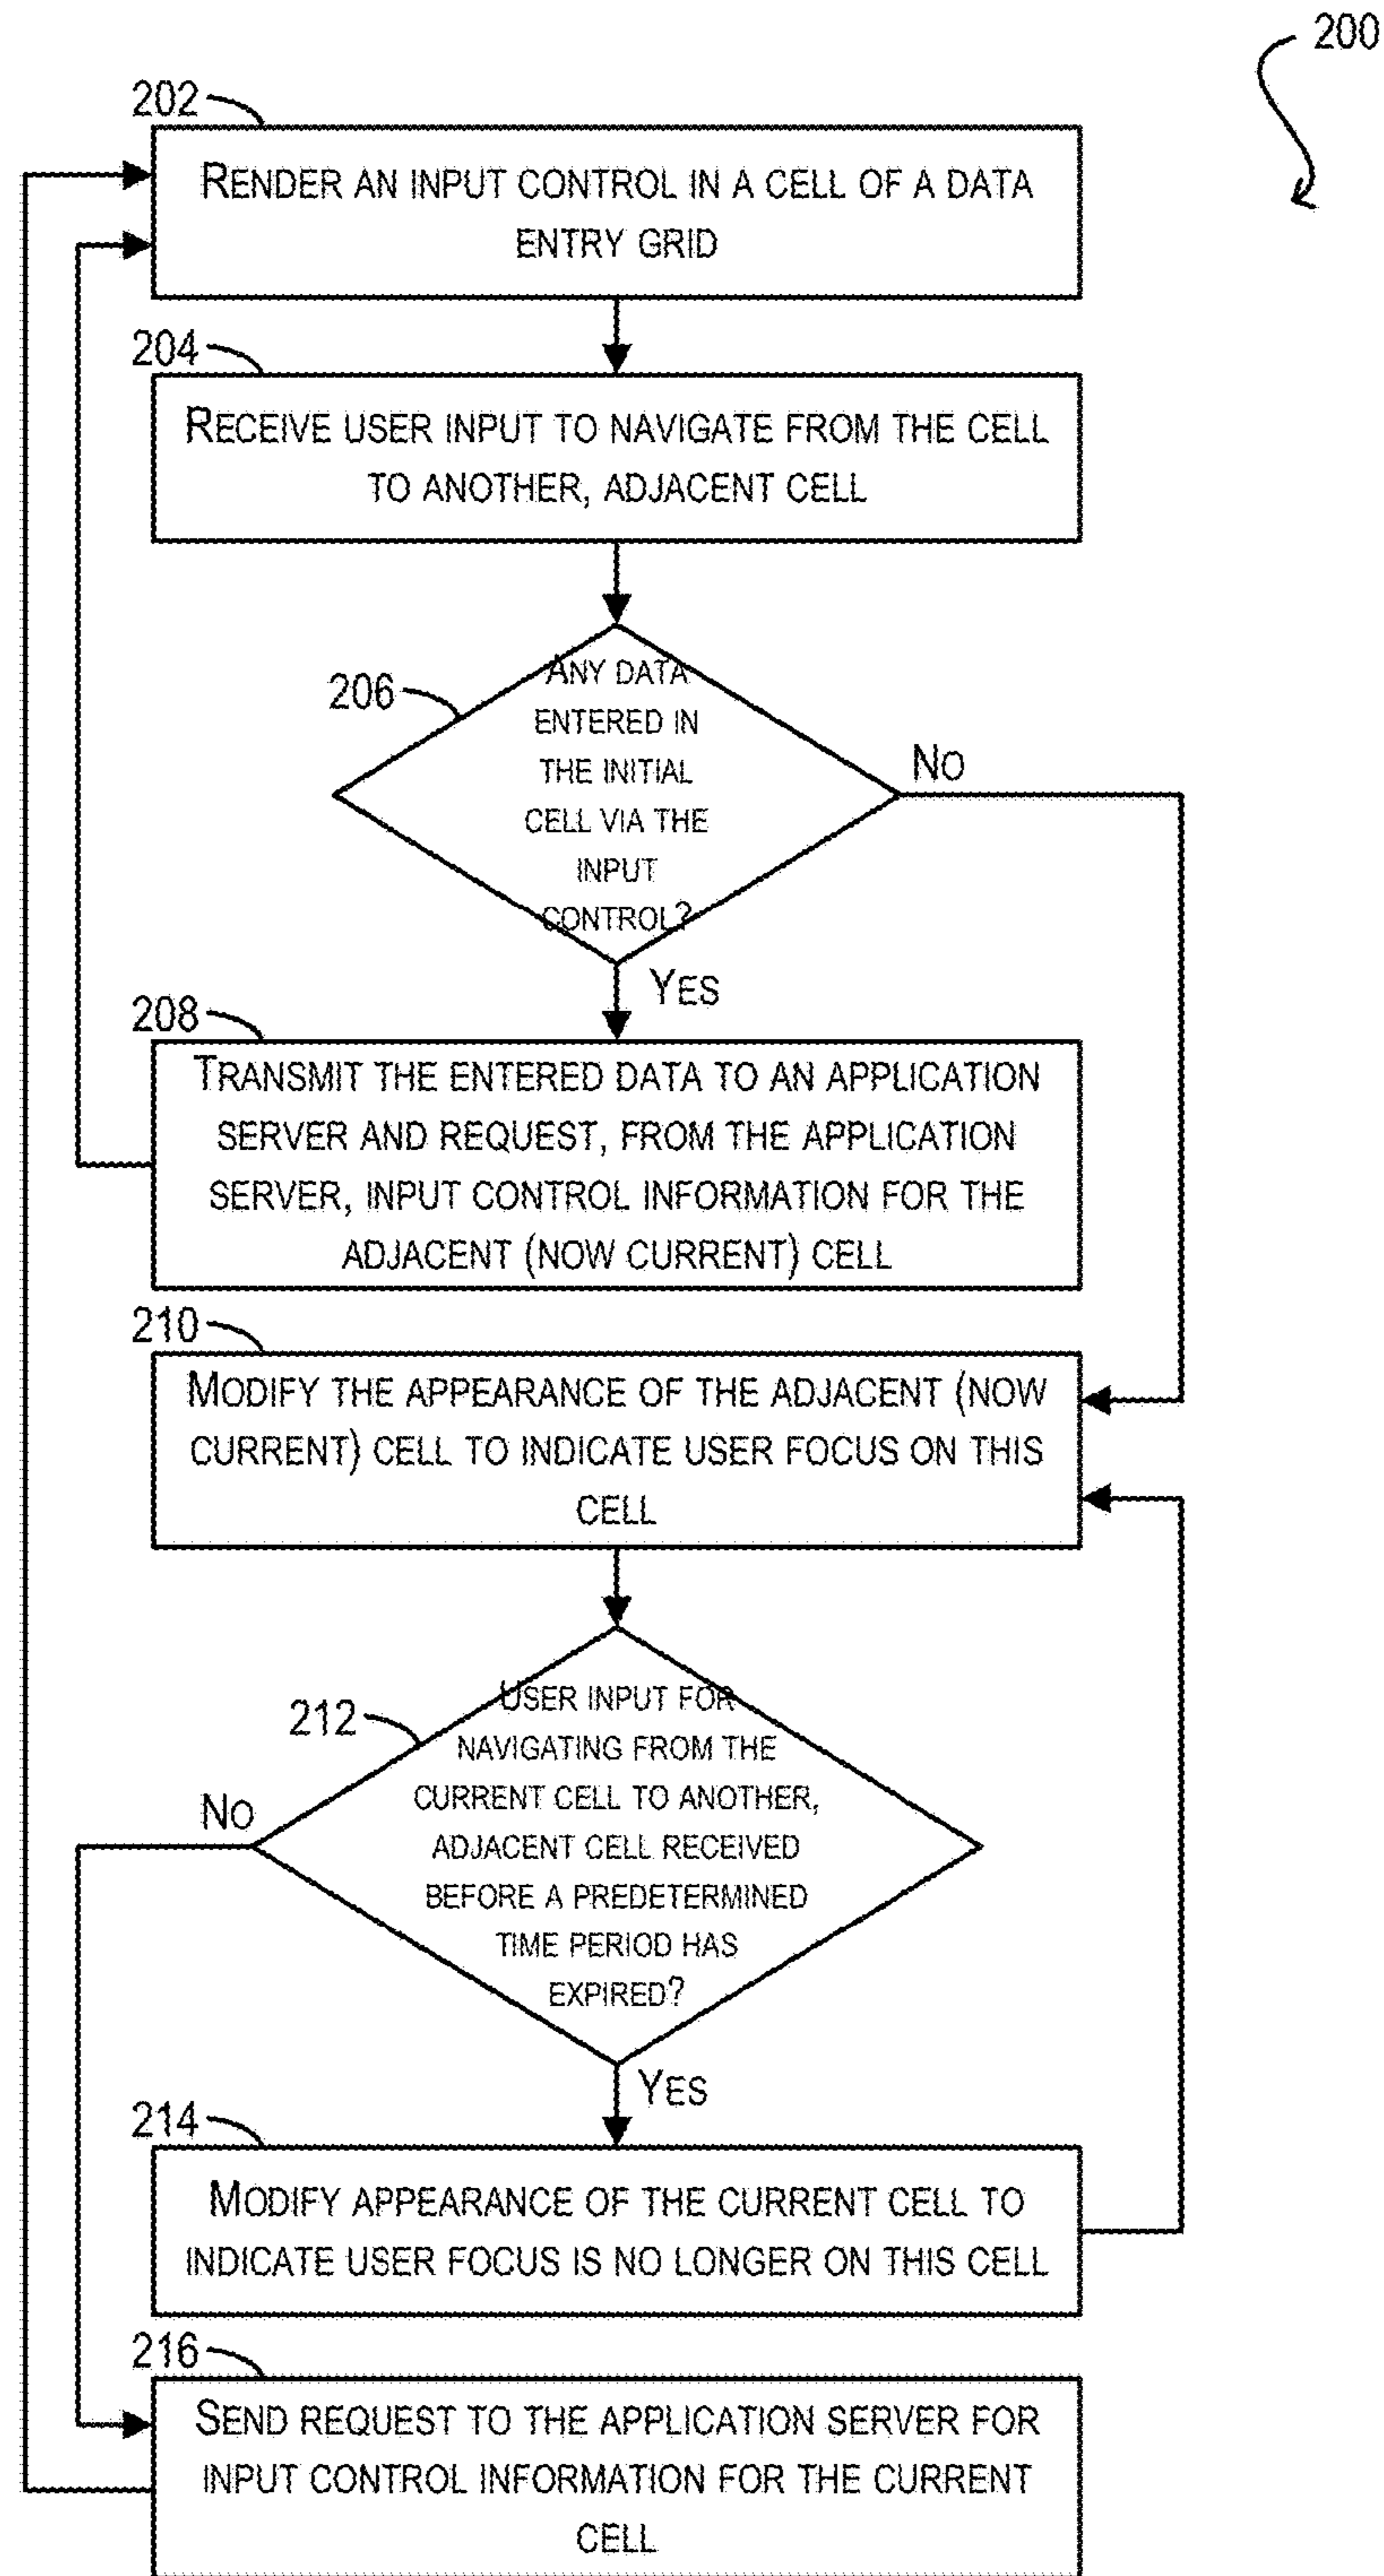 200
202
RENDER AN INPUT CONTROL IN A CELL OF A DATA
ENTRY GRID
204
RECEIVE USER INPUT TO NAVIGATE FROM THE CELL
TO ANOTHER, ADJACENT CELL
206
ANY DATA
ENTERED IN
THE INITIAL
CELL VIA THE
INPUT
CONTROL?
NO
YES
208
TRANSMIT THE ENTERED DATA TO AN APPLICATION
SERVER AND REQUEST, FROM THE APPLICATION
SERVER, INPUT CONTROL INFORMATION FOR THE
ADJACENT (NOW CURRENT) CELL
210
MODIFY THE APPEARANCE OF THE ADJACENT (NOW
CURRENT) CELL TO INDICATE USER FOCUS ON THIS
CELL
212
USER INPUT FOR
NAVIGATING FROM THE
CURRENT CELL TO ANOTHER,
ADJACENT CELL RECEIVED
BEFORE A PREDETERMINED
TIME PERIOD HAS
EXPIRED?
NO
YES
214
MODIFY APPEARANCE OF THE CURRENT CELL TO
INDICATE USER FOCUS IS NO LONGER ON THIS CELL
216
SEND REQUEST TO THE APPLICATION SERVER FOR
INPUT CONTROL INFORMATION FOR THE CURRENT
CELL